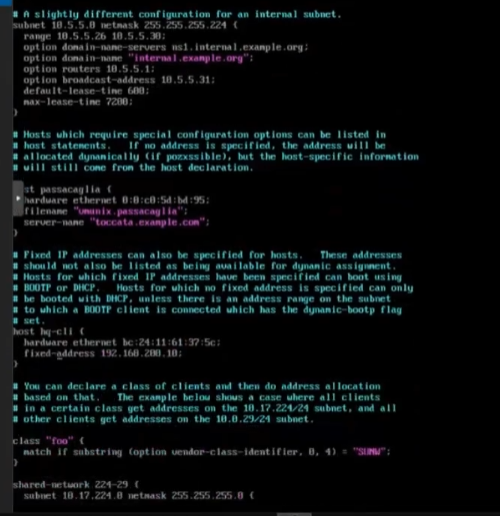 # A slightly different configuration for an internal subnet.
subnet 10.5.5.0 netmask 255.255.255.224 {
range 10.5.5.26 10.5.5.30;
option domain-name-servers ns1.internal.example.org;
option domain-name "internal.example.org";
option routers 10.5.5.1;
option broadcast-address 10.5.5.31;
default-lease-time 600;
max-lease-time 7200;
}
# Hosts which require special configuration options can be listed in
# host statements. If no address is specified, the address will be
# allocated dynamically (if pozxssible), but the host-specific information
# will still come from the host declaration.
st passacaglia {
hardware ethernet 0:0:c0:5d:bd:95;
filename "vmunix.passacaglia";
server-name "toccata.example.com";
}
# Fixed IP addresses can also be specified for hosts. These addresses
# should not also be listed as being available for dynamic assignment.
# Hosts for which fixed IP addresses have been specified can boot using
# BOOTP or DHCP. Hosts for which no fixed address is specified can only
# be booted with DHCP, unless there is an address range on the subnet
# to which a BOOTP client is connected which has the dynamic-bootp flag
# set.
host hq-cli {
hardware ethernet bc:24:11:61:37:5c;
fixed-address 192.168.200.10;
}
# You can declare a class of clients and then do address allocation
# based on that. The example below shows a case where all clients
# in a certain class get addresses on the 10.17.224/24 subnet, and all
# other clients get addresses on the 10.0.29/24 subnet.
class "foo" {
match if substring (option vendor-class-identifier, 0, 4) = "SUNW";
}
shared-network 224-29 {
subnet 10.17.224.0 netmask 255.255.255.0 {